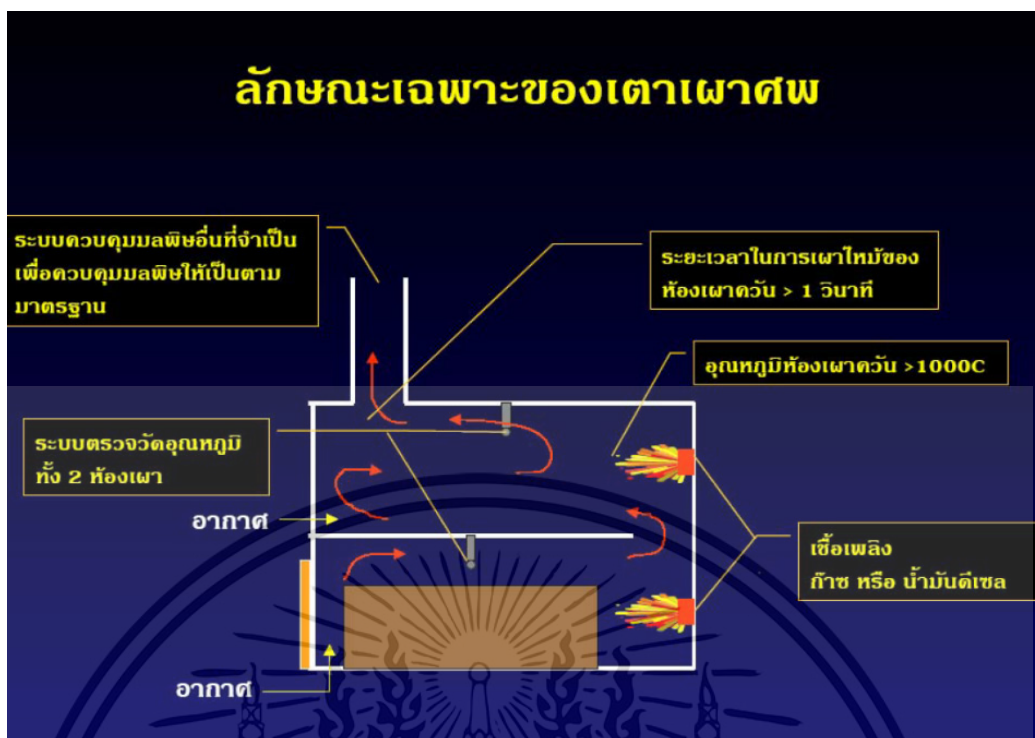 ลักษณะเฉพาะของเตาเผาศพ
ระบบควบคุมมลพิษอื่นที่จำเป็น
เพื่อควบคุมมลพิษให้เป็นตาม
มาตรฐาน
ระยะเวลาในการเผาไหม้ของ
ห้องเผาควัน > 1 วินาที
อุณหภูมิห้องเผาควัน >1000C
ระบบตรวจวัดอุณหภูมิ
ทั้ง 2 ห้องเผา
อากาศ
เชื้อเพลิง
ก๊าซ หรือ น้ำมันดีเซล
อากาศ